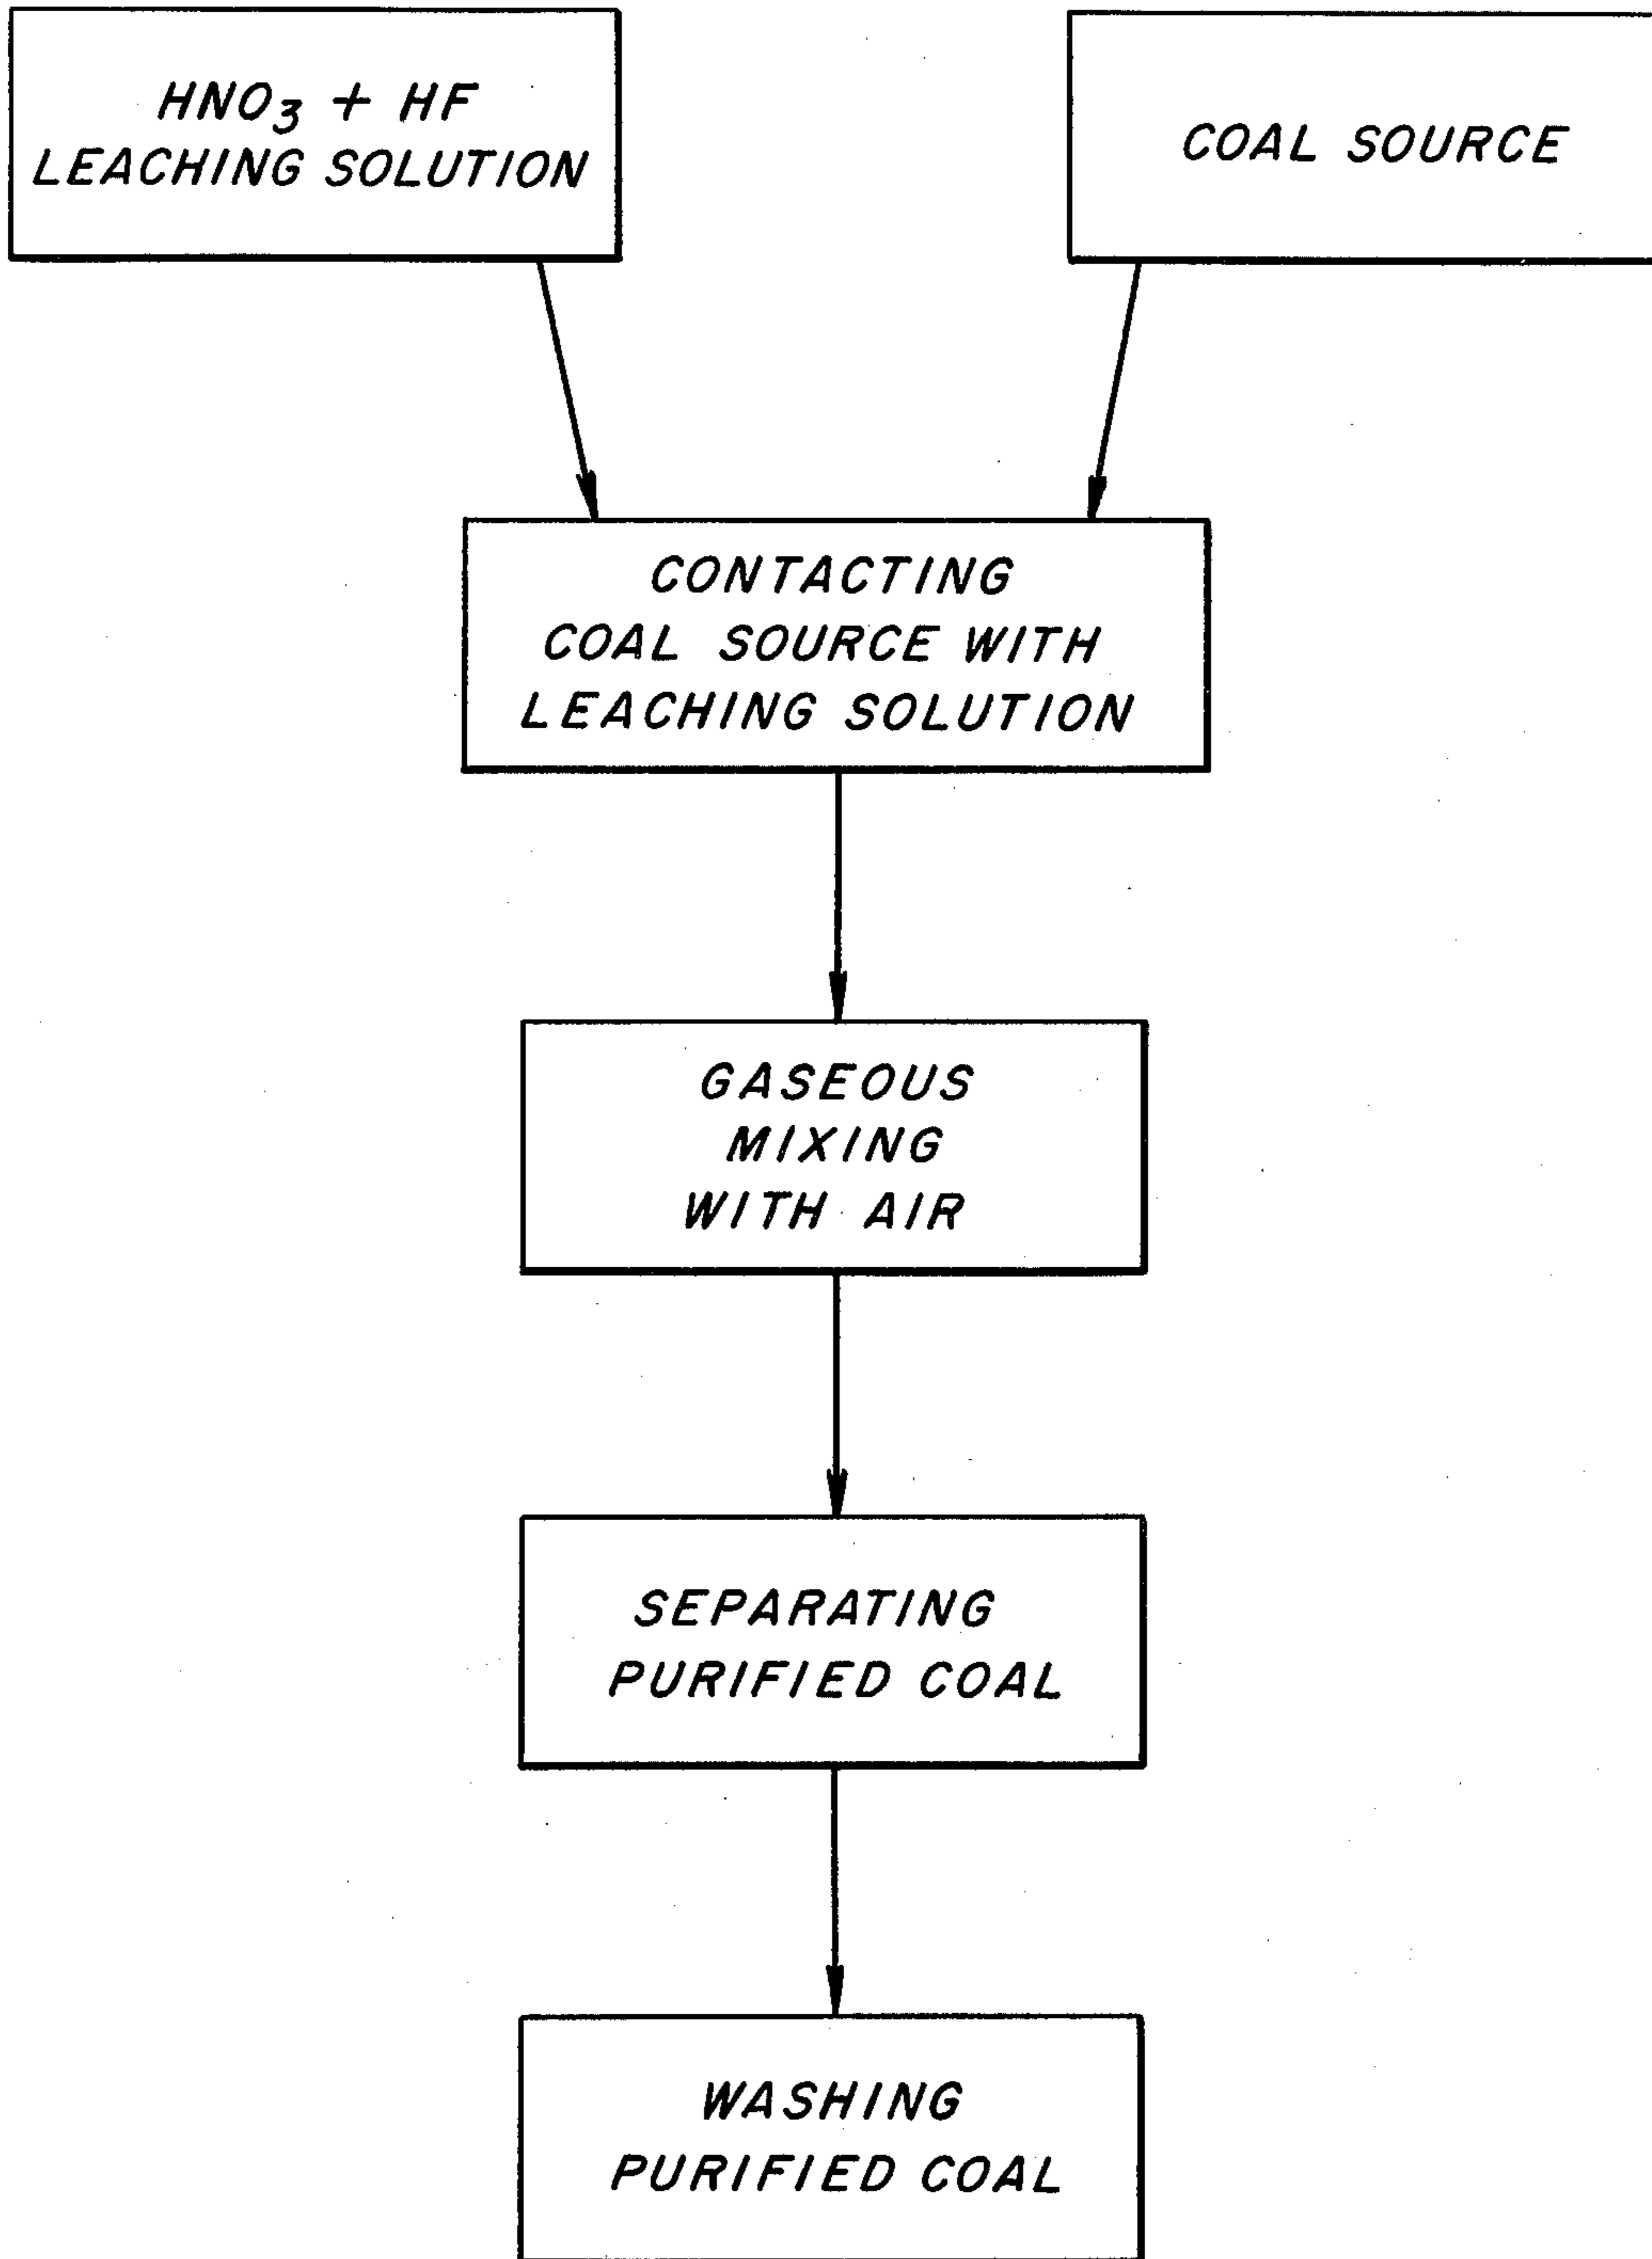 HNO₃ + HF
LEACHING SOLUTION
COAL SOURCE
CONTACTING
COAL SOURCE WITH
LEACHING SOLUTION
GASEOUS
MIXING
WITH AIR
SEPARATING
PURIFIED COAL
WASHING
PURIFIED COAL